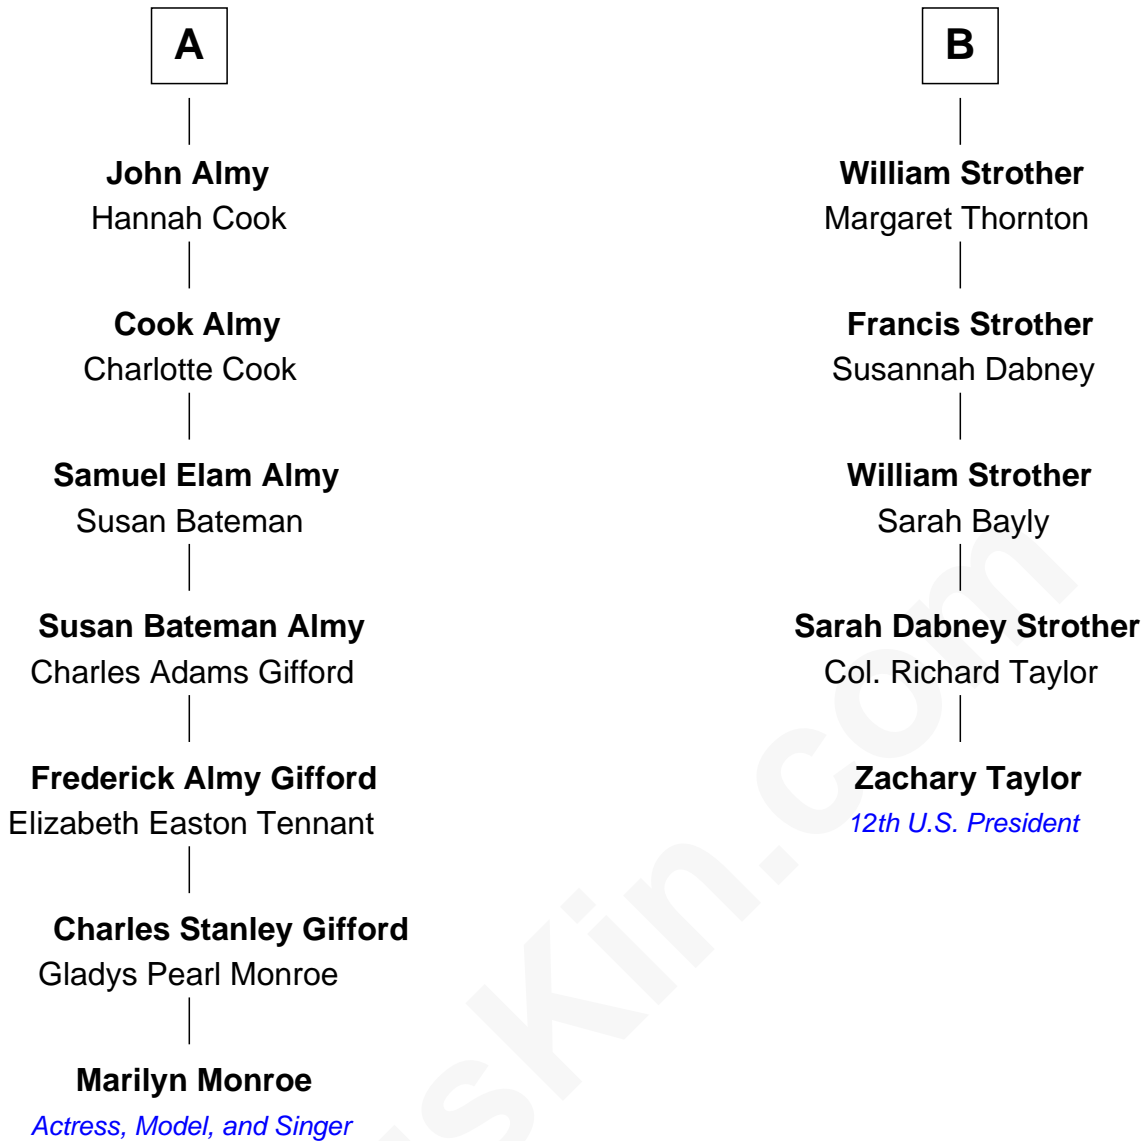 A
John Almy
Hannah Cook
Cook Almy
Charlotte Cook
Samuel Elam Almy
Susan Bateman
Susan Bateman Almy
Charles Adams Gifford
Frederick Almy Gifford
Elizabeth Easton Tennant
Charles Stanley Gifford
Gladys Pearl Monroe
Marilyn Monroe
Actress, Model, and Singer
B
William Strother
Margaret Thornton
Francis Strother
Susannah Dabney
William Strother
Sarah Bayly
Sarah Dabney Strother
Col. Richard Taylor
Zachary Taylor
12th U.S. President
usKin.com